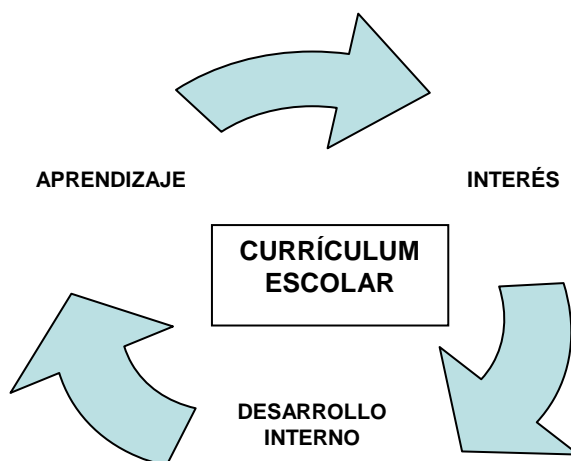 APRENDIZAJE
INTERÉS
CURRÍCULUM
ESCOLAR
DESARROLLO
INTERNO